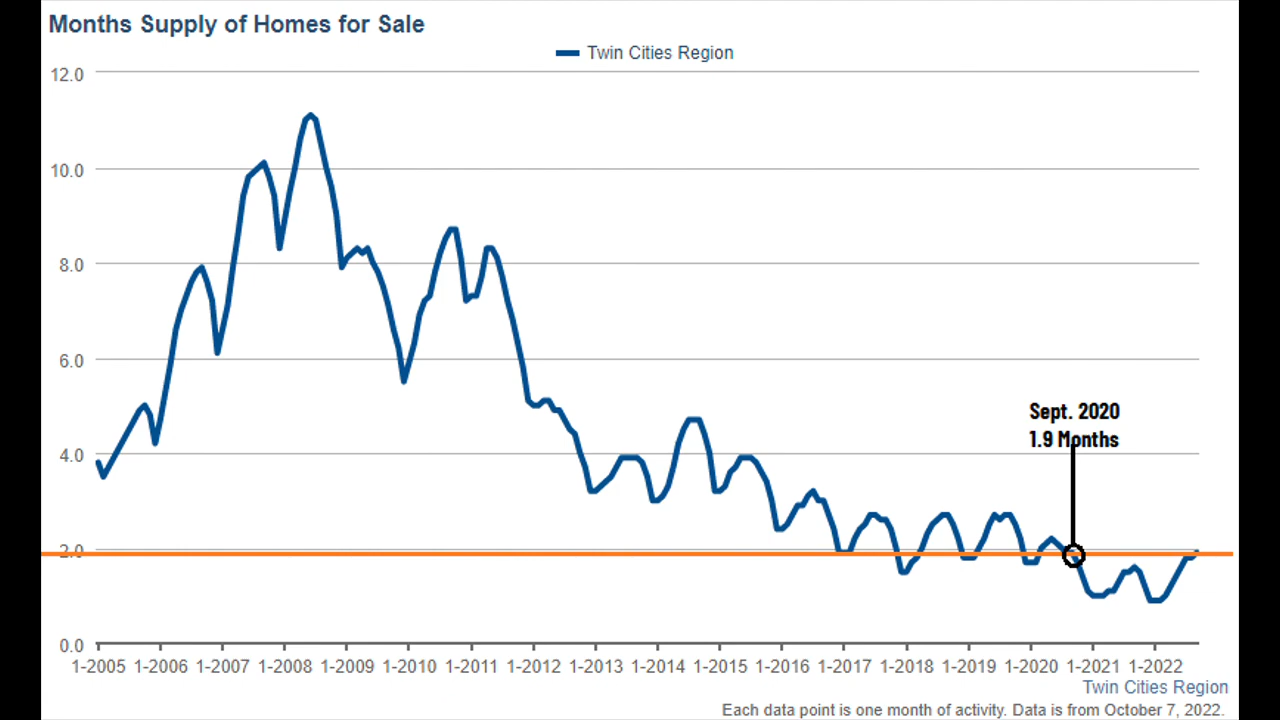 Months Supply of Homes for Sale
Twin Cities Region
12.0
10.0
8.0
6.0
Sept. 2020
1.9 Months
4.0
2.0
0.0
1-2005 1-2006 1-2007 1-2008 1-2009 1-2010 1-2011 1-2012 1-2013 1-2014 1-2015 1-2016 1-2017 1-2018 1-2019 1-2020 1-2021 1-2022
Twin Cities Region
Each data point is one month of activity. Data is from October 7, 2022.